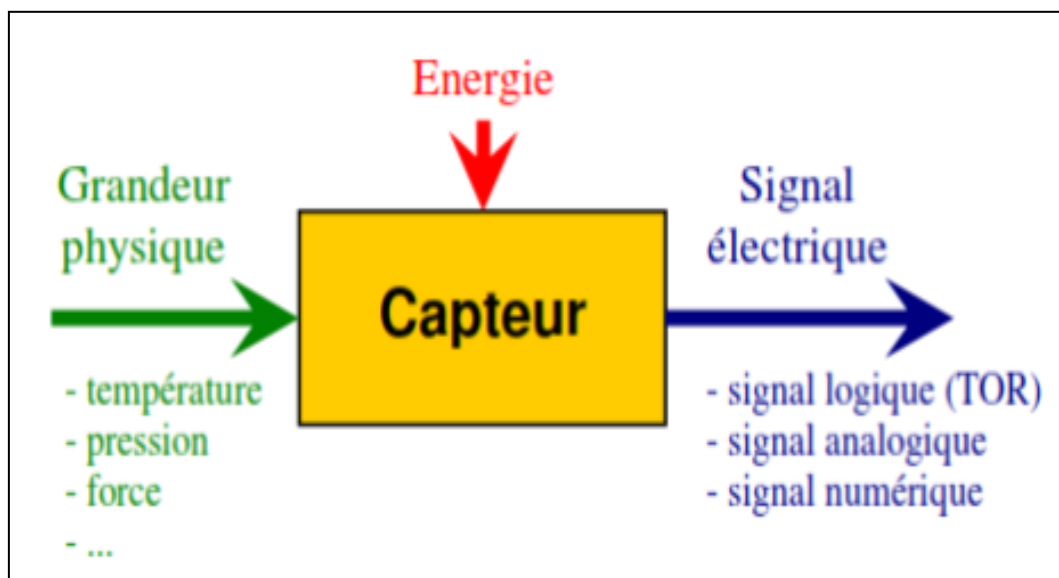 Energie
Grandeur
physique
Capteur
Signal
électrique
- température
- pression
- force
- ...
- signal logique (TOR)
- signal analogique
- signal numérique